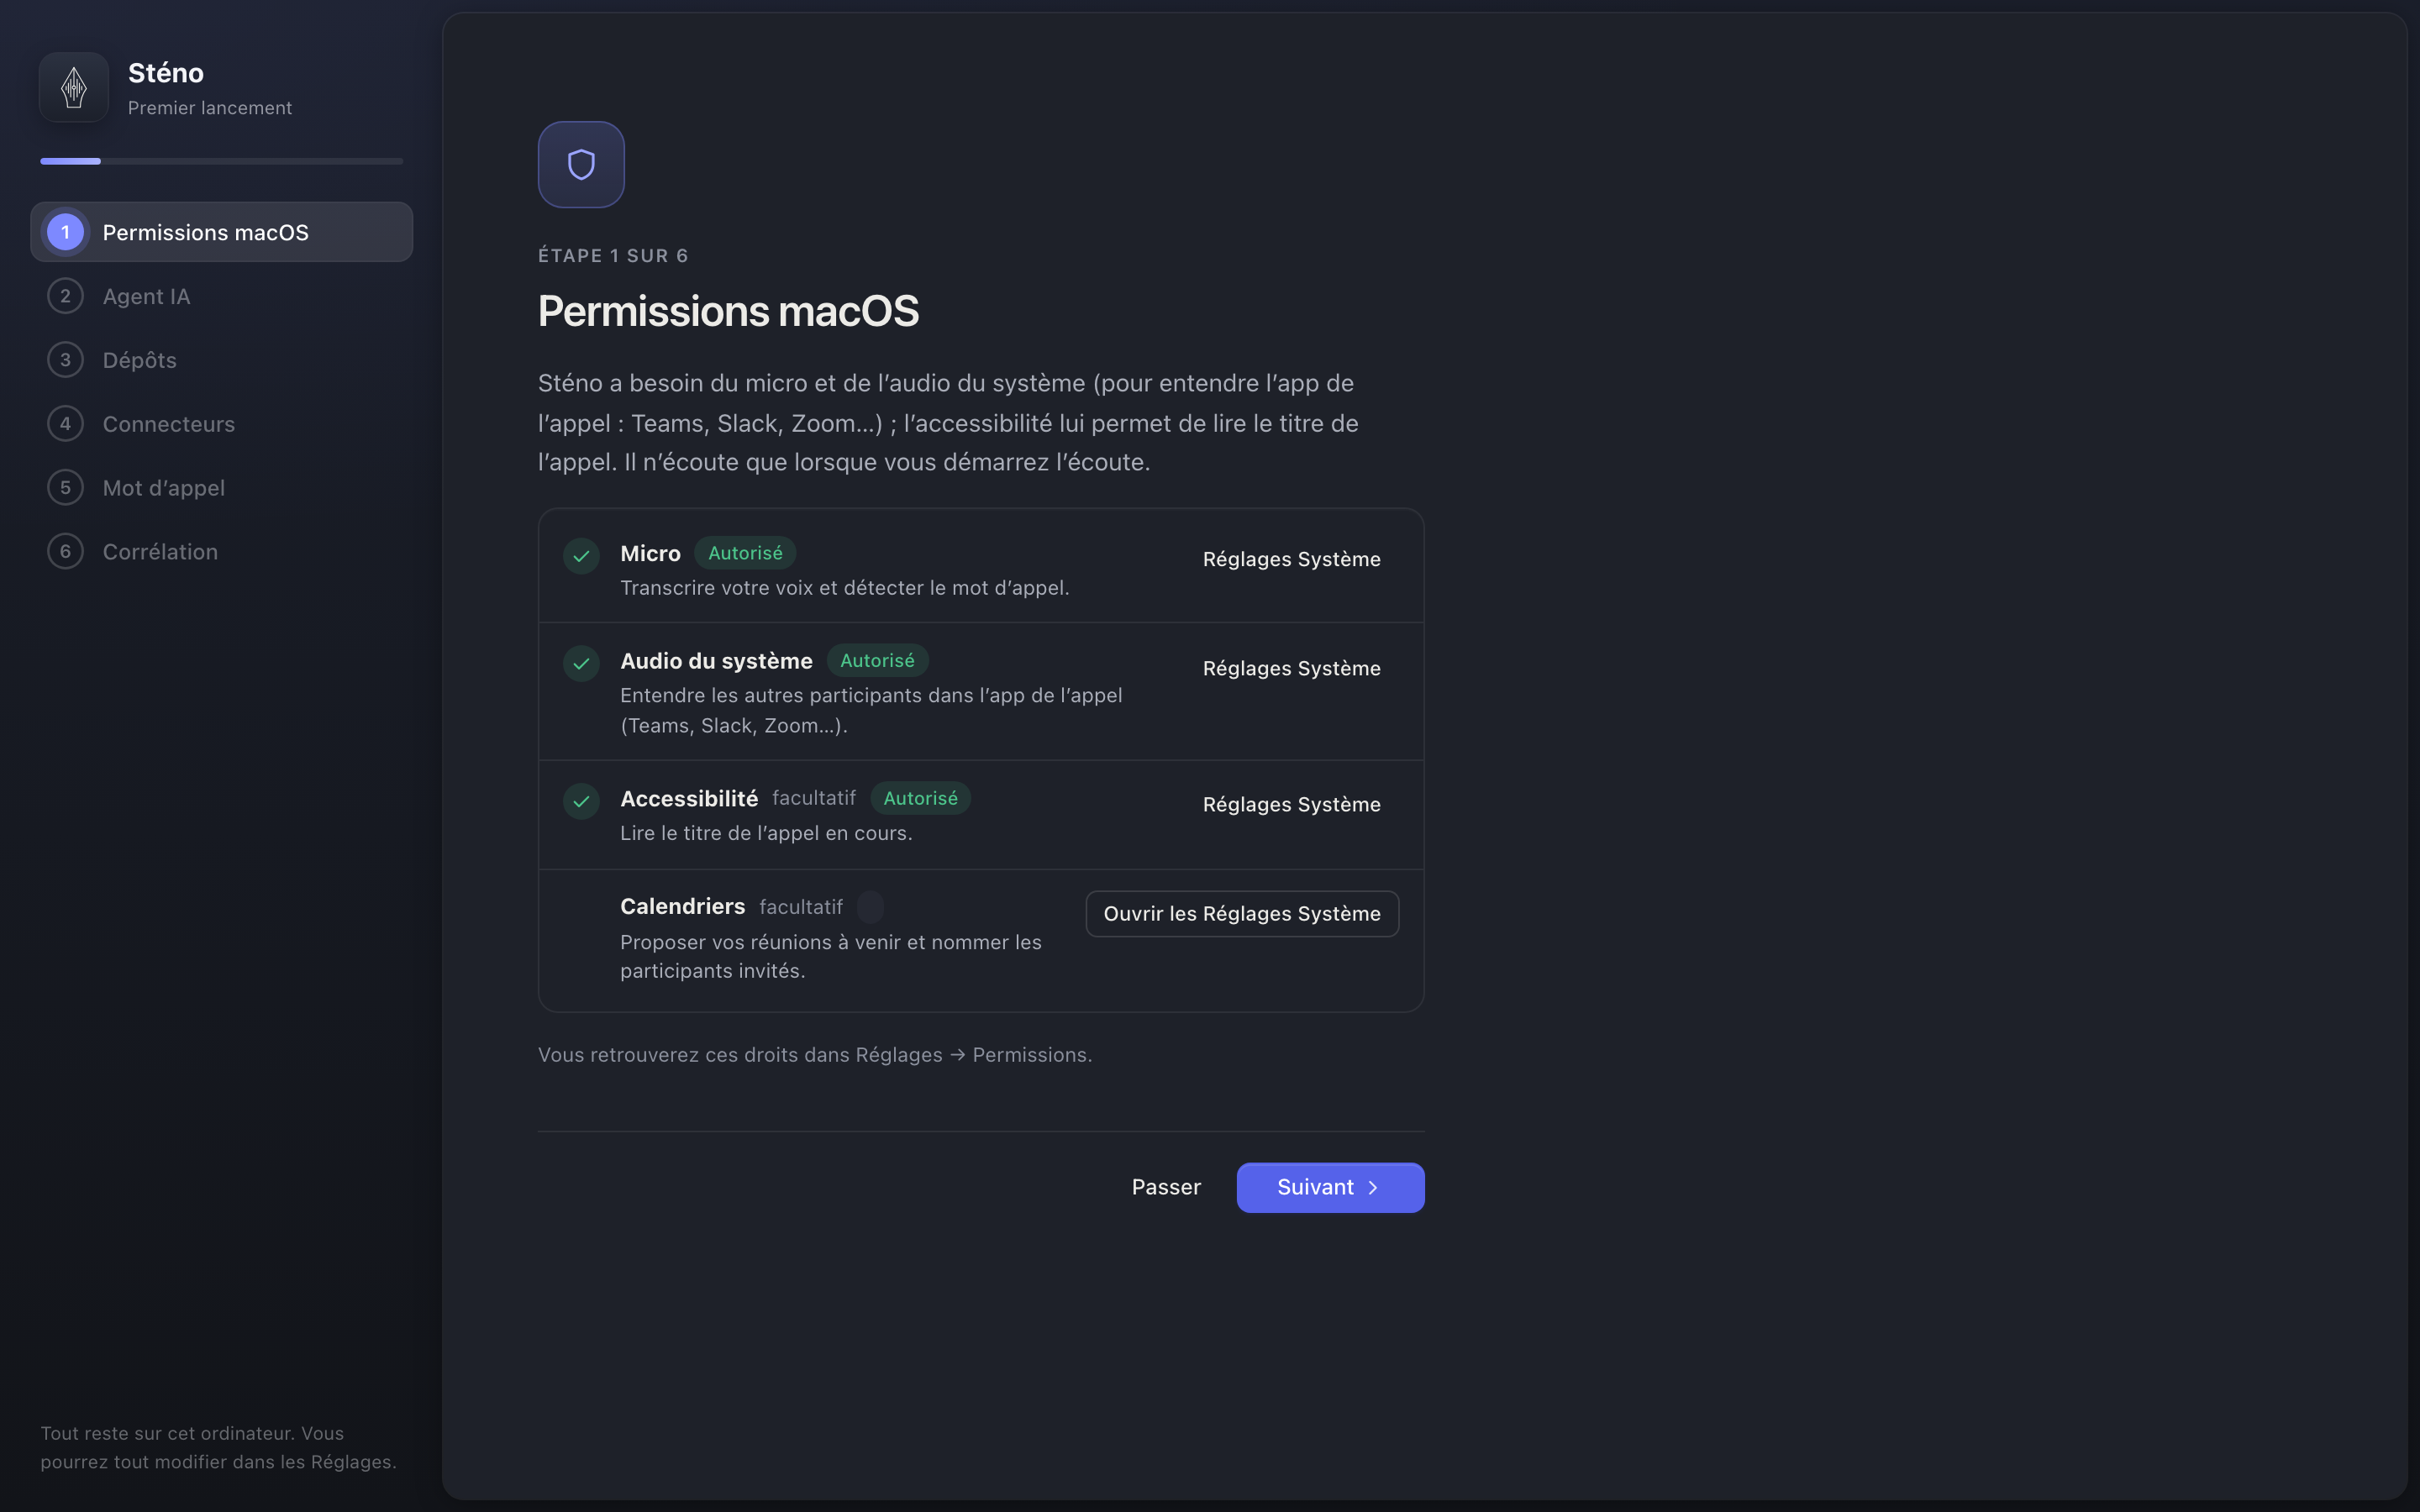 Sténo
Premier lancement
1 Permissions macOS
2 Agent IA
3 Dépôts
4 Connecteurs
5 Mot d’appel
6 Corrélation
Tout reste sur cet ordinateur. Vous
pourrez tout modifier dans les Réglages.
ÉTAPE 1 SUR 6
Permissions macOS
Sténo a besoin du micro et de l’audio du système (pour entendre l’app de
l’appel : Teams, Slack, Zoom…) ; l’accessibilité lui permet de lire le titre de
l’appel. Il n’écoute que lorsque vous démarrez l’écoute.
Micro Autorisé Réglages Système
Transcrire votre voix et détecter le mot d’appel.
Audio du système Autorisé Réglages Système
Entendre les autres participants dans l’app de l’appel
(Teams, Slack, Zoom…).
Accessibilité facultatif Autorisé Réglages Système
Lire le titre de l’appel en cours.
Calendriers facultatif Ouvrir les Réglages Système
Proposer vos réunions à venir et nommer les
participants invités.
Vous retrouverez ces droits dans Réglages → Permissions.
Passer Suivant